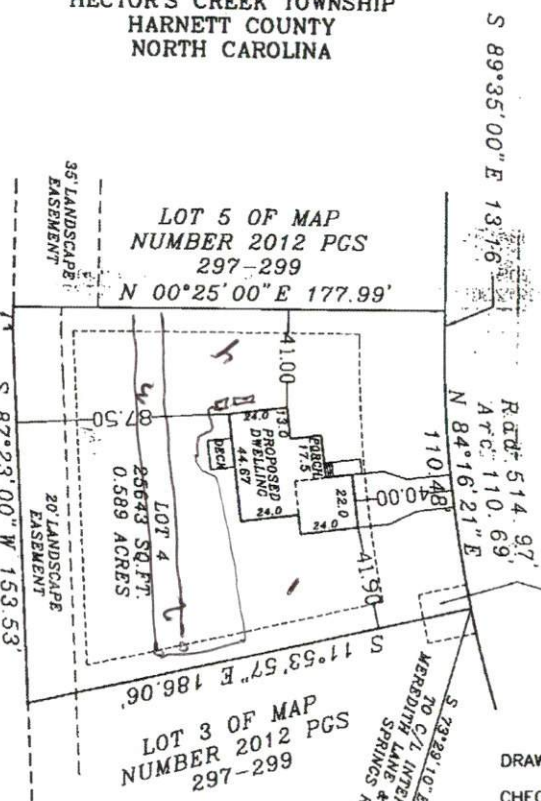 HECTOR'S CREEK TOWNSHIP
HARNETT COUNTY
NORTH CAROLINA
S 89°35'00" E 13.16
35' LANDSCAPE
EASEMENT
LOT 5 OF MAP
NUMBER 2012 PGS
297-299
N 00°25'00"E 177.99'
Rad: 514.97'
Arc: 110.69'
N 84°16'21"E
110.48'
41.00
87.50
24.0
13.0
PORCH
17.5
PROPOSED
DWELLING
44.67
DECK
22.0
24.0
24.0
40.00
41.50
LOT 4
25643 SQ.FT.
0.589 ACRES
20' LANDSCAPE
EASEMENT
S 87°23'00" W 153.53'
S 11°53'57"E 186.06'
LOT 3 OF MAP
NUMBER 2012 PGS
297-299
S 73°29'10"E
TO C/L
MEREDITH LANE &
SPRINGS
DRAW
CHEC